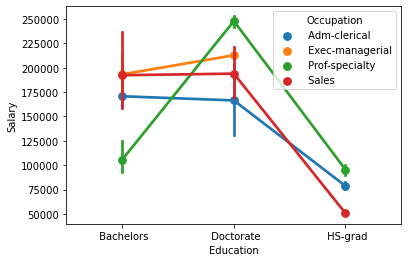 Occupation
Adm-clerical
Exec-managerial
Prof-specialty
Sales
250000
225000
200000
175000
150000
125000
100000
75000
50000
Salary
Bachelors
Doctorate
HS-grad
Education